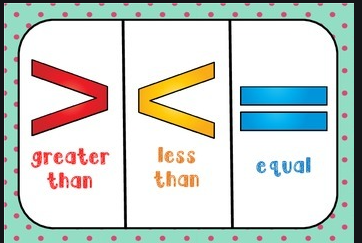 >
greater
than
<
less
than
=
equal